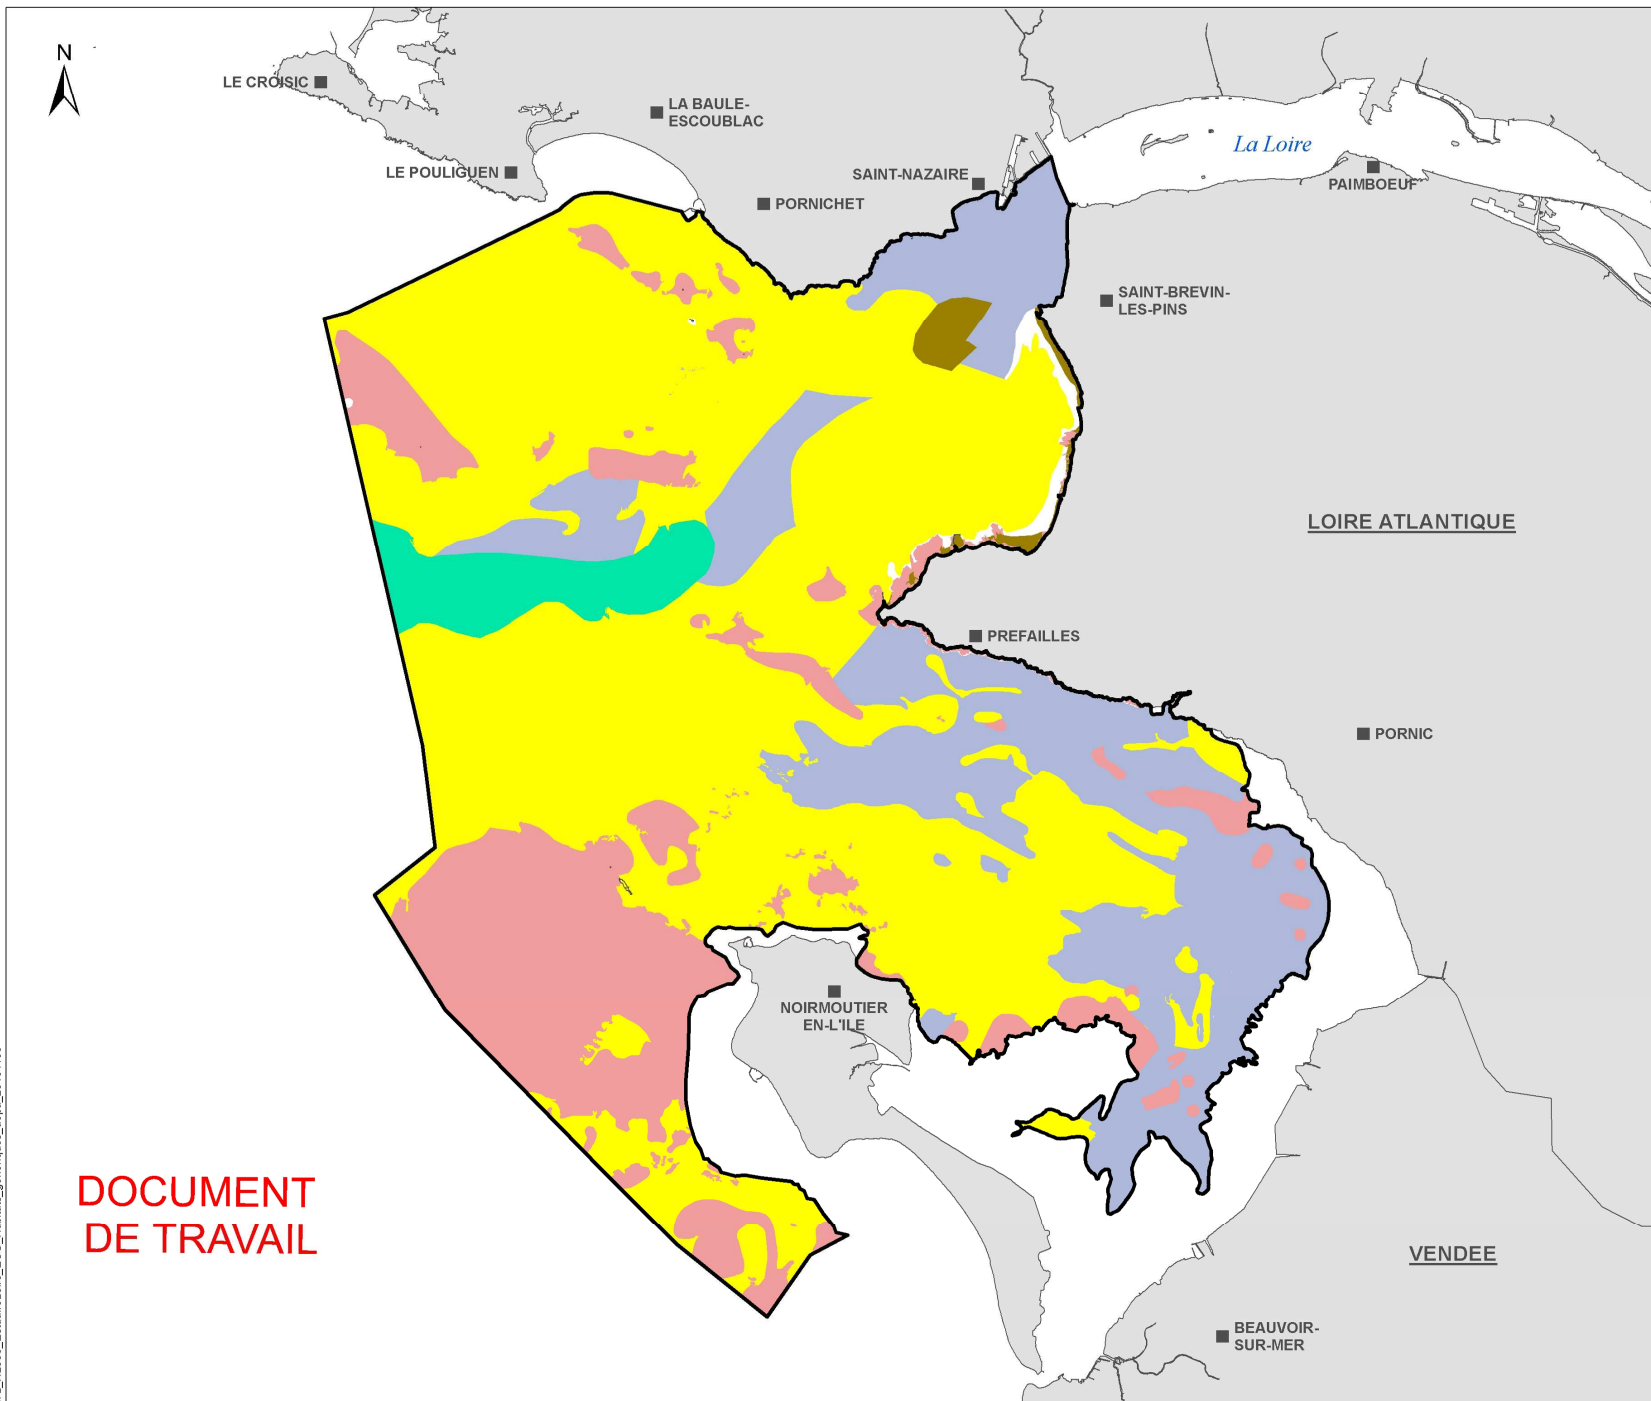 N
LE CROISIC
LA BAULE-
ESCOUBLAC
La Loire
LE POULIGUEN
SAINT-NAZAIRE
PAIMBOEUF
PORNICHET
SAINT-BREVIN-
LES-PINS
LOIRE ATLANTIQUE
PREFAILLES
PORNIC
NOIRMOUTIER
EN-L'ILE
DOCUMENT
DE TRAVAIL
VENDEE
BEAUVOIR-
SUR-MER